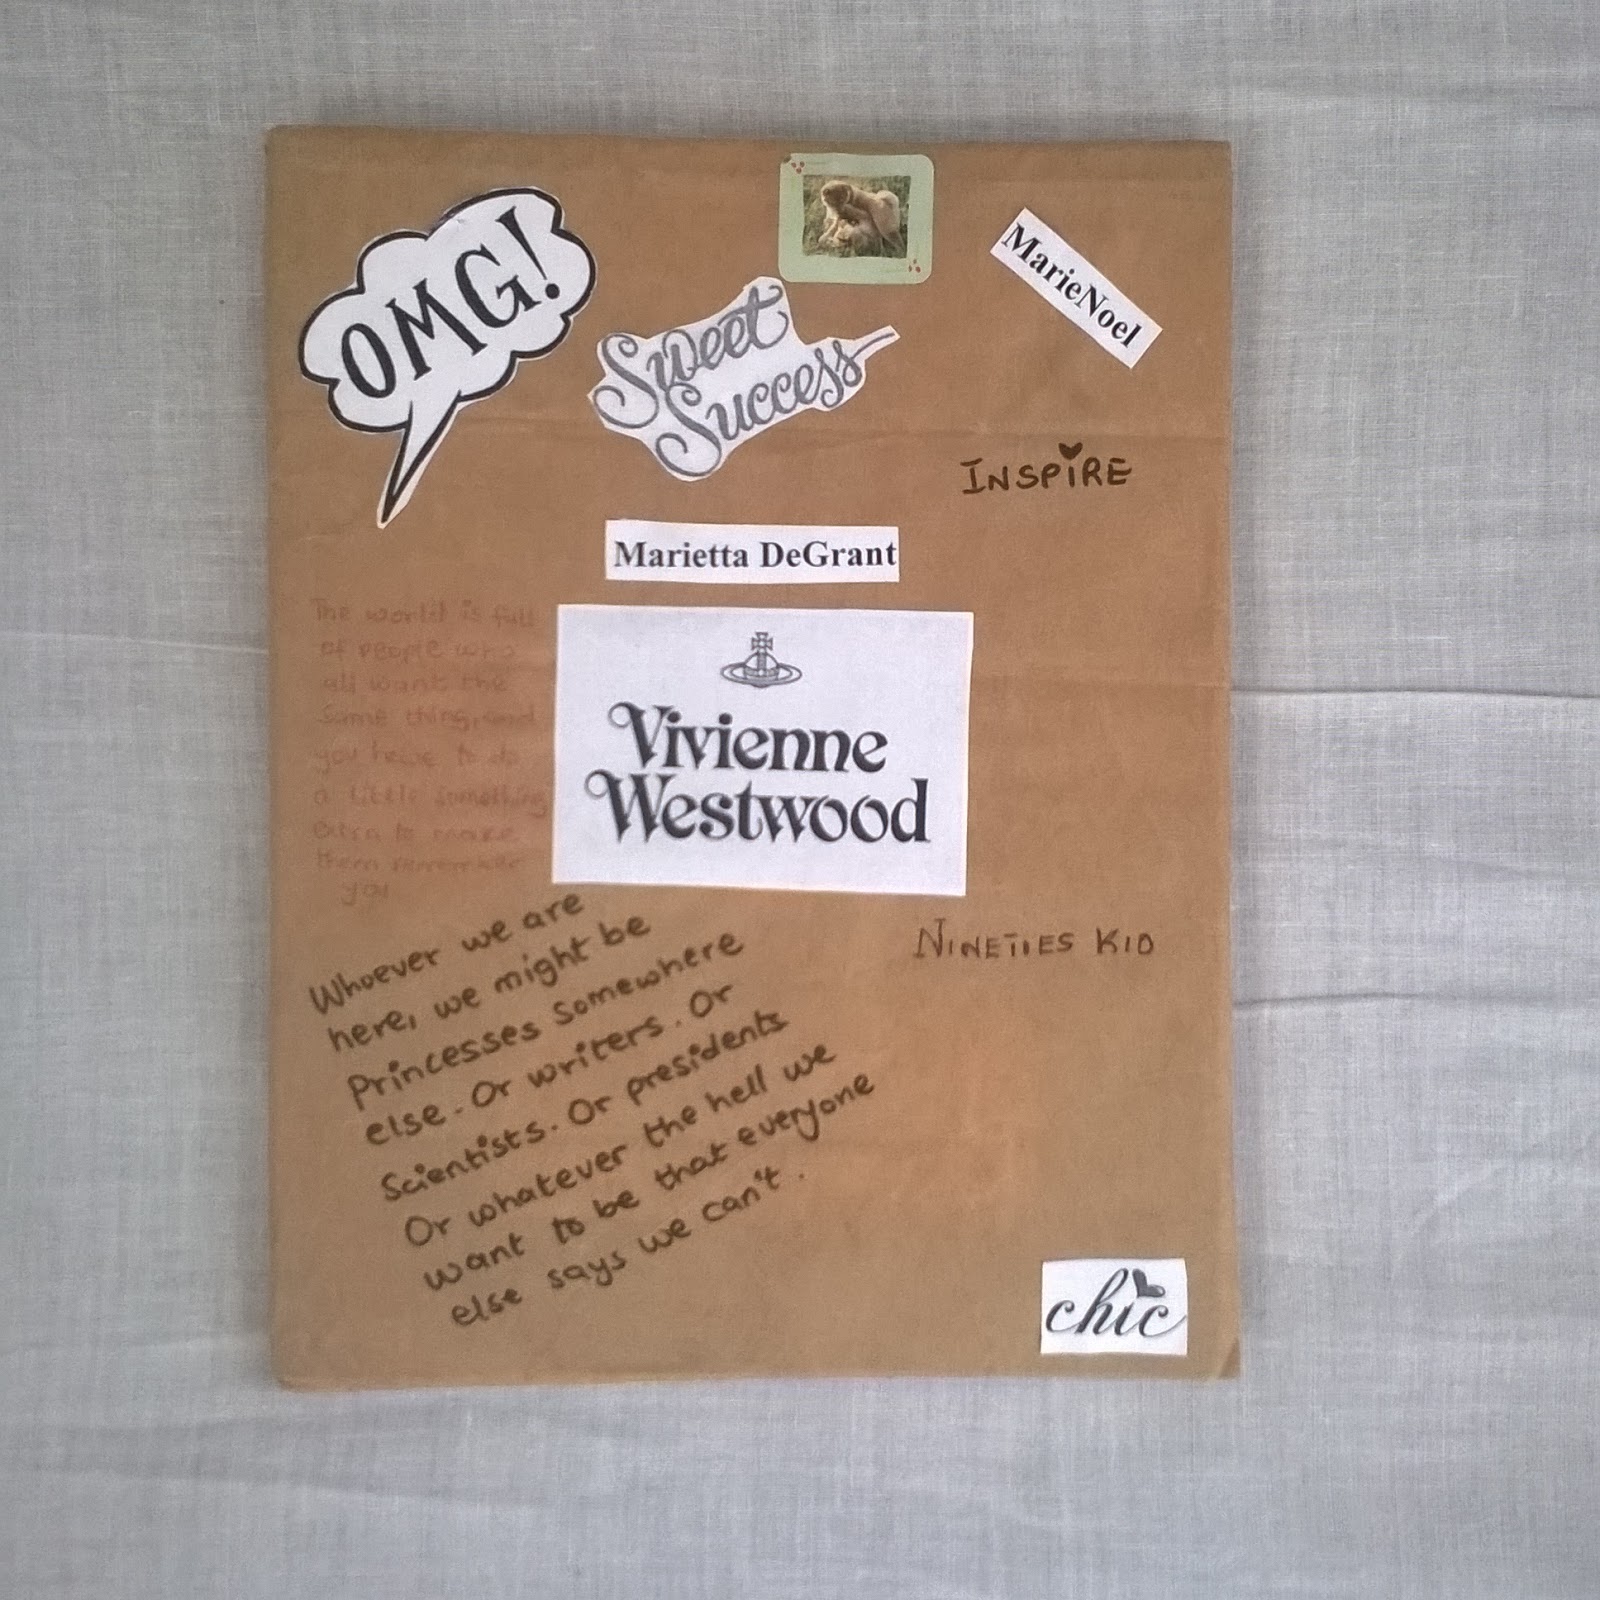 OMG!
MarieNoel
Sweet
Success
INSPIRE
Marietta DeGrant
The world is full
of people who
all want the
same thing, and
you have to do
a little something
extra to make
them remember
you
Vivienne
Westwood
Whoever we are
here, we might be
Princesses Somewhere
else. Or writers. Or
Scientists. Or presidents
Or whatever the hell we
want to be that everyone
else says we can't.
NINETIES KID
chic